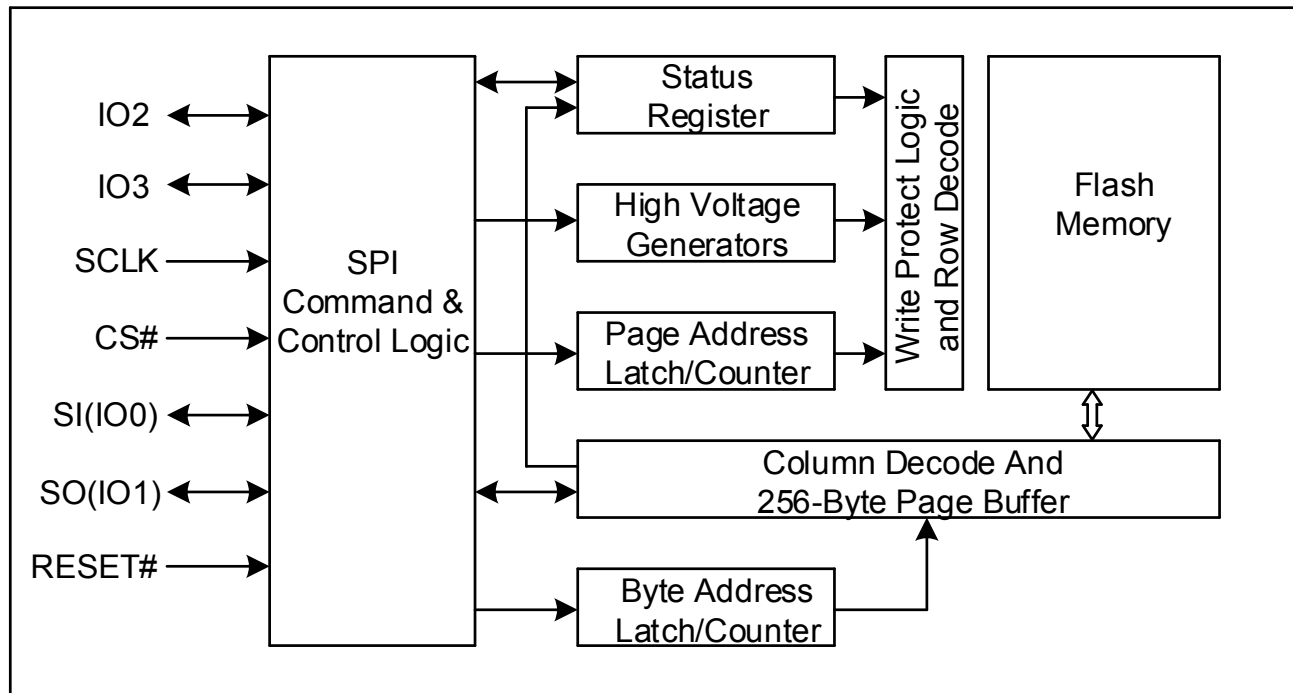 IO2
IO3
SCLK
CS#
SI(IO0)
SO(IO1)
RESET#
SPI
Command &
Control Logic
Status
Register
High Voltage
Generators
Page Address
Latch/Counter
Write Protect Logic
and Row Decode
Flash
Memory
Column Decode And
256-Byte Page Buffer
Byte Address
Latch/Counter